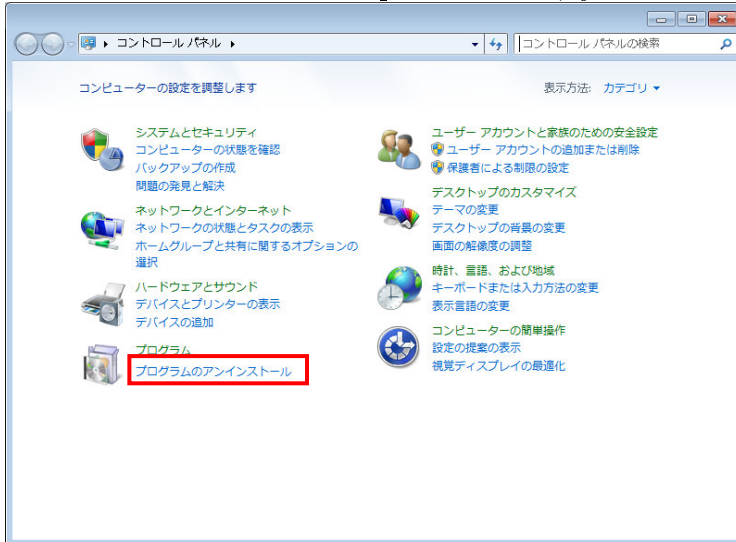 コントロール パネル
コントロール パネルの検索
コンピューターの設定を調整します
表示方法: カテゴリ
システムとセキュリティ
コンピューターの状態を確認
バックアップの作成
問題の発見と解決
ネットワークとインターネット
ネットワークの状態とタスクの表示
ホームグループと共有に関するオプションの
選択
ハードウェアとサウンド
デバイスとプリンターの表示
デバイスの追加
プログラム
プログラムのアンインストール
ユーザー アカウントと家族のための安全設定
ユーザー アカウントの追加または削除
保護者による制限の設定
デスクトップのカスタマイズ
テーマの変更
デスクトップの背景の変更
画面の解像度の調整
時計、言語、および地域
キーボードまたは入力方法の変更
表示言語の変更
コンピューターの簡単操作
設定の提案の表示
視覚ディスプレイの最適化